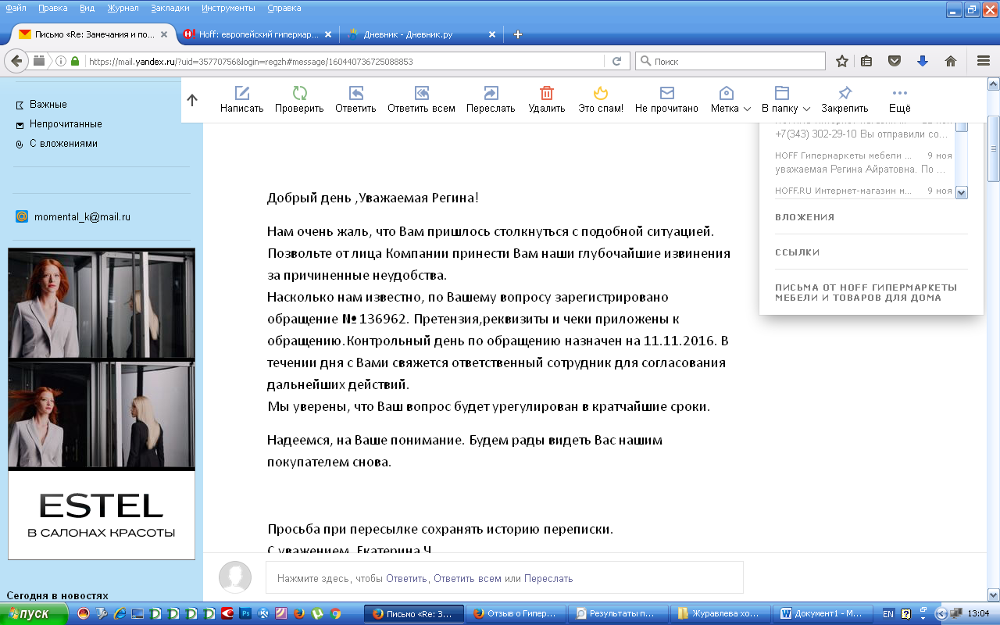 Файл Правка Вид Журнал Закладки Инструменты Справка
Письмо «Re: Замечания и по... Hoff: европейский гипермар... Дневник - Дневник.ру
https://mail.yandex.ru/?uid=35770756&login=regzh#message/160440736725088853 Поиск
Написать Проверить Ответить Ответить всем Переслать Удалить Это спам! Не прочитано Метка В папку Закрепить Ещё
Важные
Непрочитанные
С вложениями
momental_k@mail.ru
ESTEL
В САЛОНАХ КРАСОТЫ
Сегодня в новостях
Добрый день ,Уважаемая Регина!
Нам очень жаль, что Вам пришлось столкнуться с подобной ситуацией.
Позвольте от лица Компании принести Вам наши глубочайшие извинения
за причиненные неудобства.
Насколько нам известно, по Вашему вопросу зарегистрировано
обращение № 136962. Претензия,реквизиты и чеки приложены к
обращению.Контрольный день по обращению назначен на 11.11.2016. В
течении дня с Вами свяжется ответственный сотрудник для согласования
дальнейших действий.
Мы уверены, что Ваш вопрос будет урегулирован в кратчайшие сроки.
Надеемся, на Ваше понимание. Будем рады видеть Вас нашим
покупателем снова.
Просьба при пересылке сохранять историю переписки.
С уважением, Екатерина Ч
Нажмите здесь, чтобы Ответить, Ответить всем или Переслать
+7(343) 302-29-10 Вы отправили со...
HOFF Гипермаркеты мебели ... 9 ноя
уважаемая Регина Айратовна. По ...
HOFF.RU Интернет-магазин м... 9 ноя
ВЛОЖЕНИЯ
ССЫЛКИ
ПИСЬМА ОТ HOFF ГИПЕРМАРКЕТЫ
МЕБЕЛИ И ТОВАРОВ ДЛЯ ДОМА
пуск Письмо «Re: З... Отзыв о Гипер... Результаты п... Журавлева хо... Документ1 - М... EN 13:04